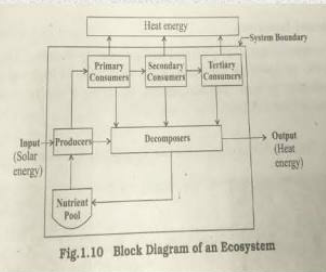 Heat energy
System Boundary
Primary
Consumers
Secondary
Consumers
Tertiary
Consumers
Input
(Solar
energy)
Producers
Decomposers
Output
(Heat
energy)
Nutrient
Pool
Fig.1.10 Block Diagram of an Ecosystem